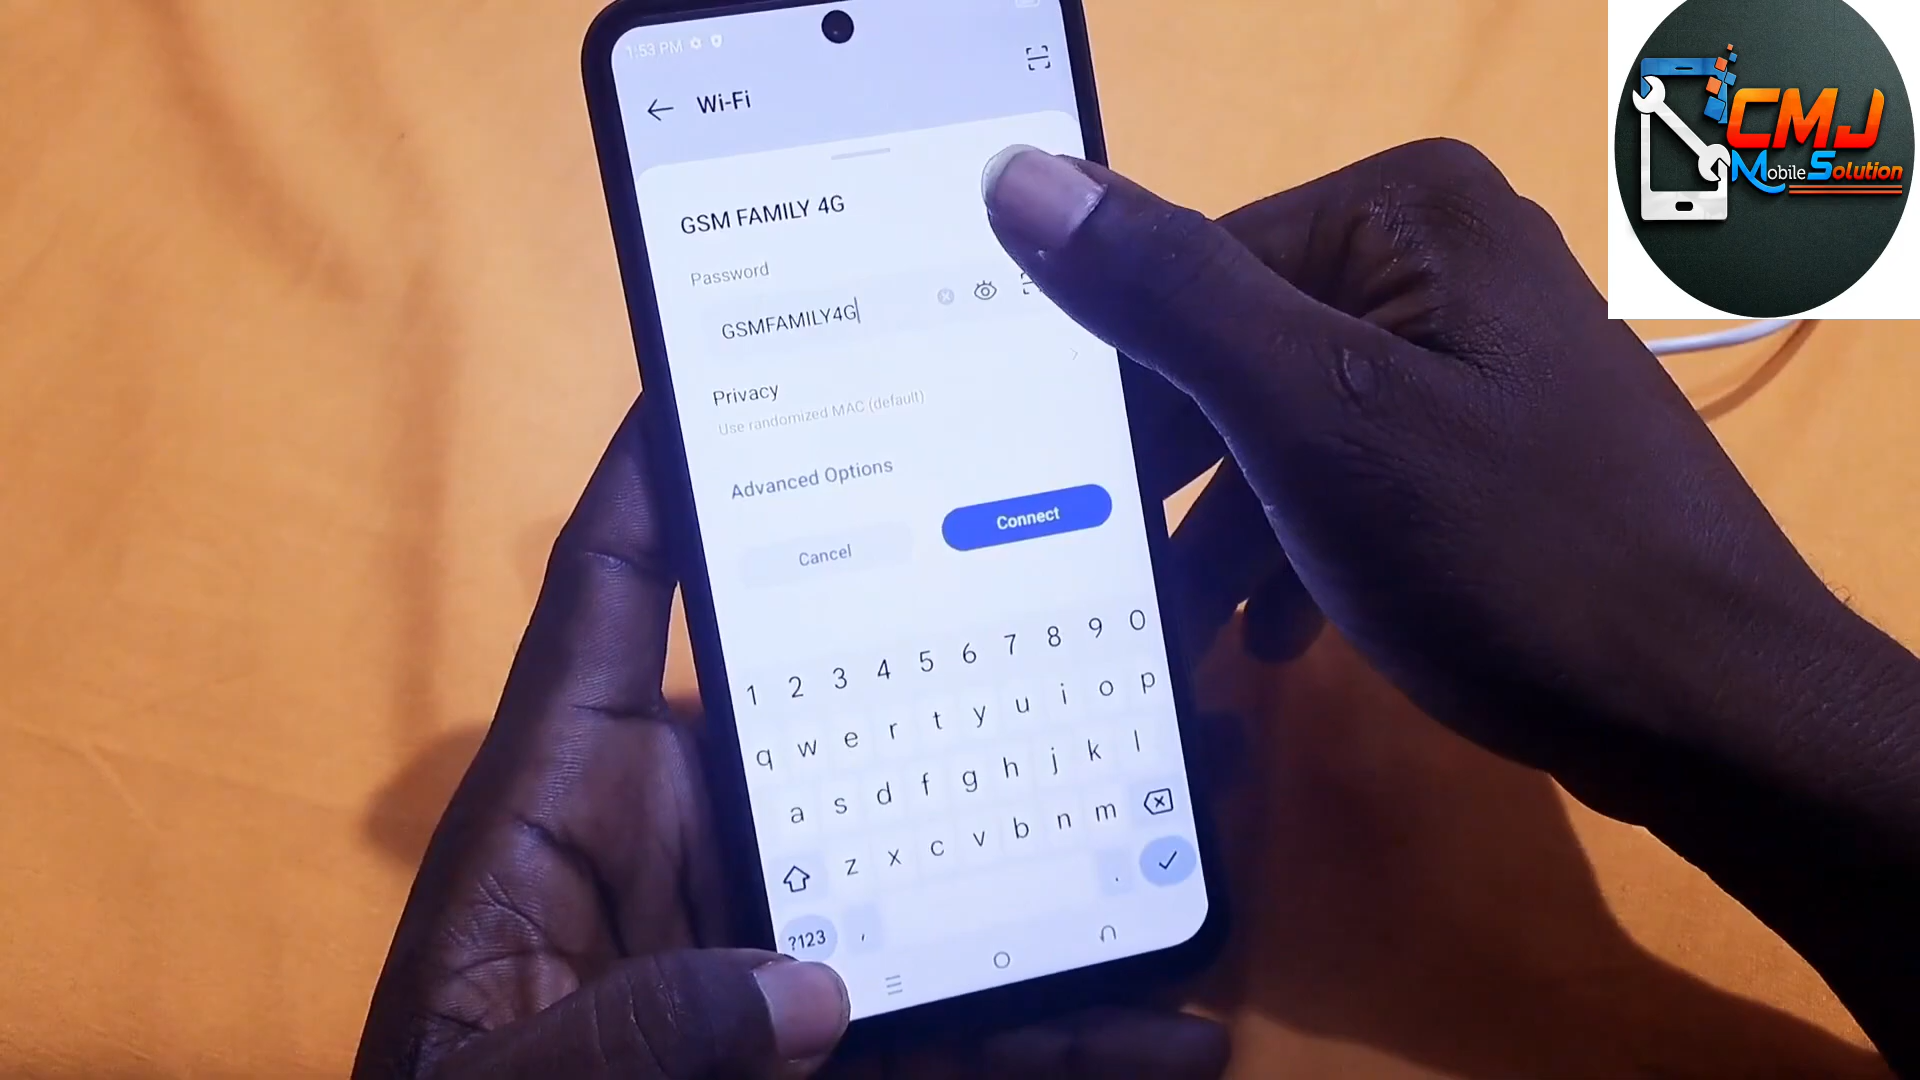 1:53 PM
Wi-Fi
GSM FAMILY 4G
Password
GSMFAMILY4G
Privacy
Use randomized MAC (default)
Advanced Options
Cancel
Connect
1 2 3 4 5 6 7 8 9 0
q w e r t y u i o p
a s d f g h j k l
z x c v b n m
?123 , .
CMJ
Mobile Solution